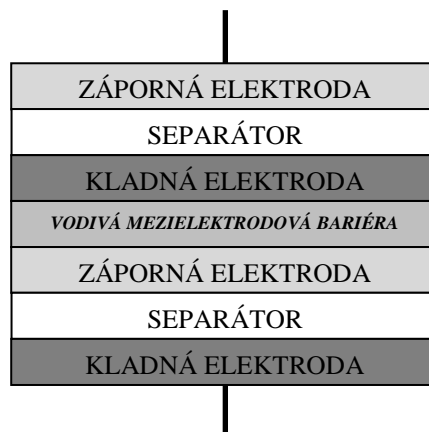 ZÁPORNÁ ELEKTRODA
SEPARÁTOR
KLADNÁ ELEKTRODA
VODIVÁ MEZIELEKTRODOVÁ BARIÉRA
ZÁPORNÁ ELEKTRODA
SEPARÁTOR
KLADNÁ ELEKTRODA